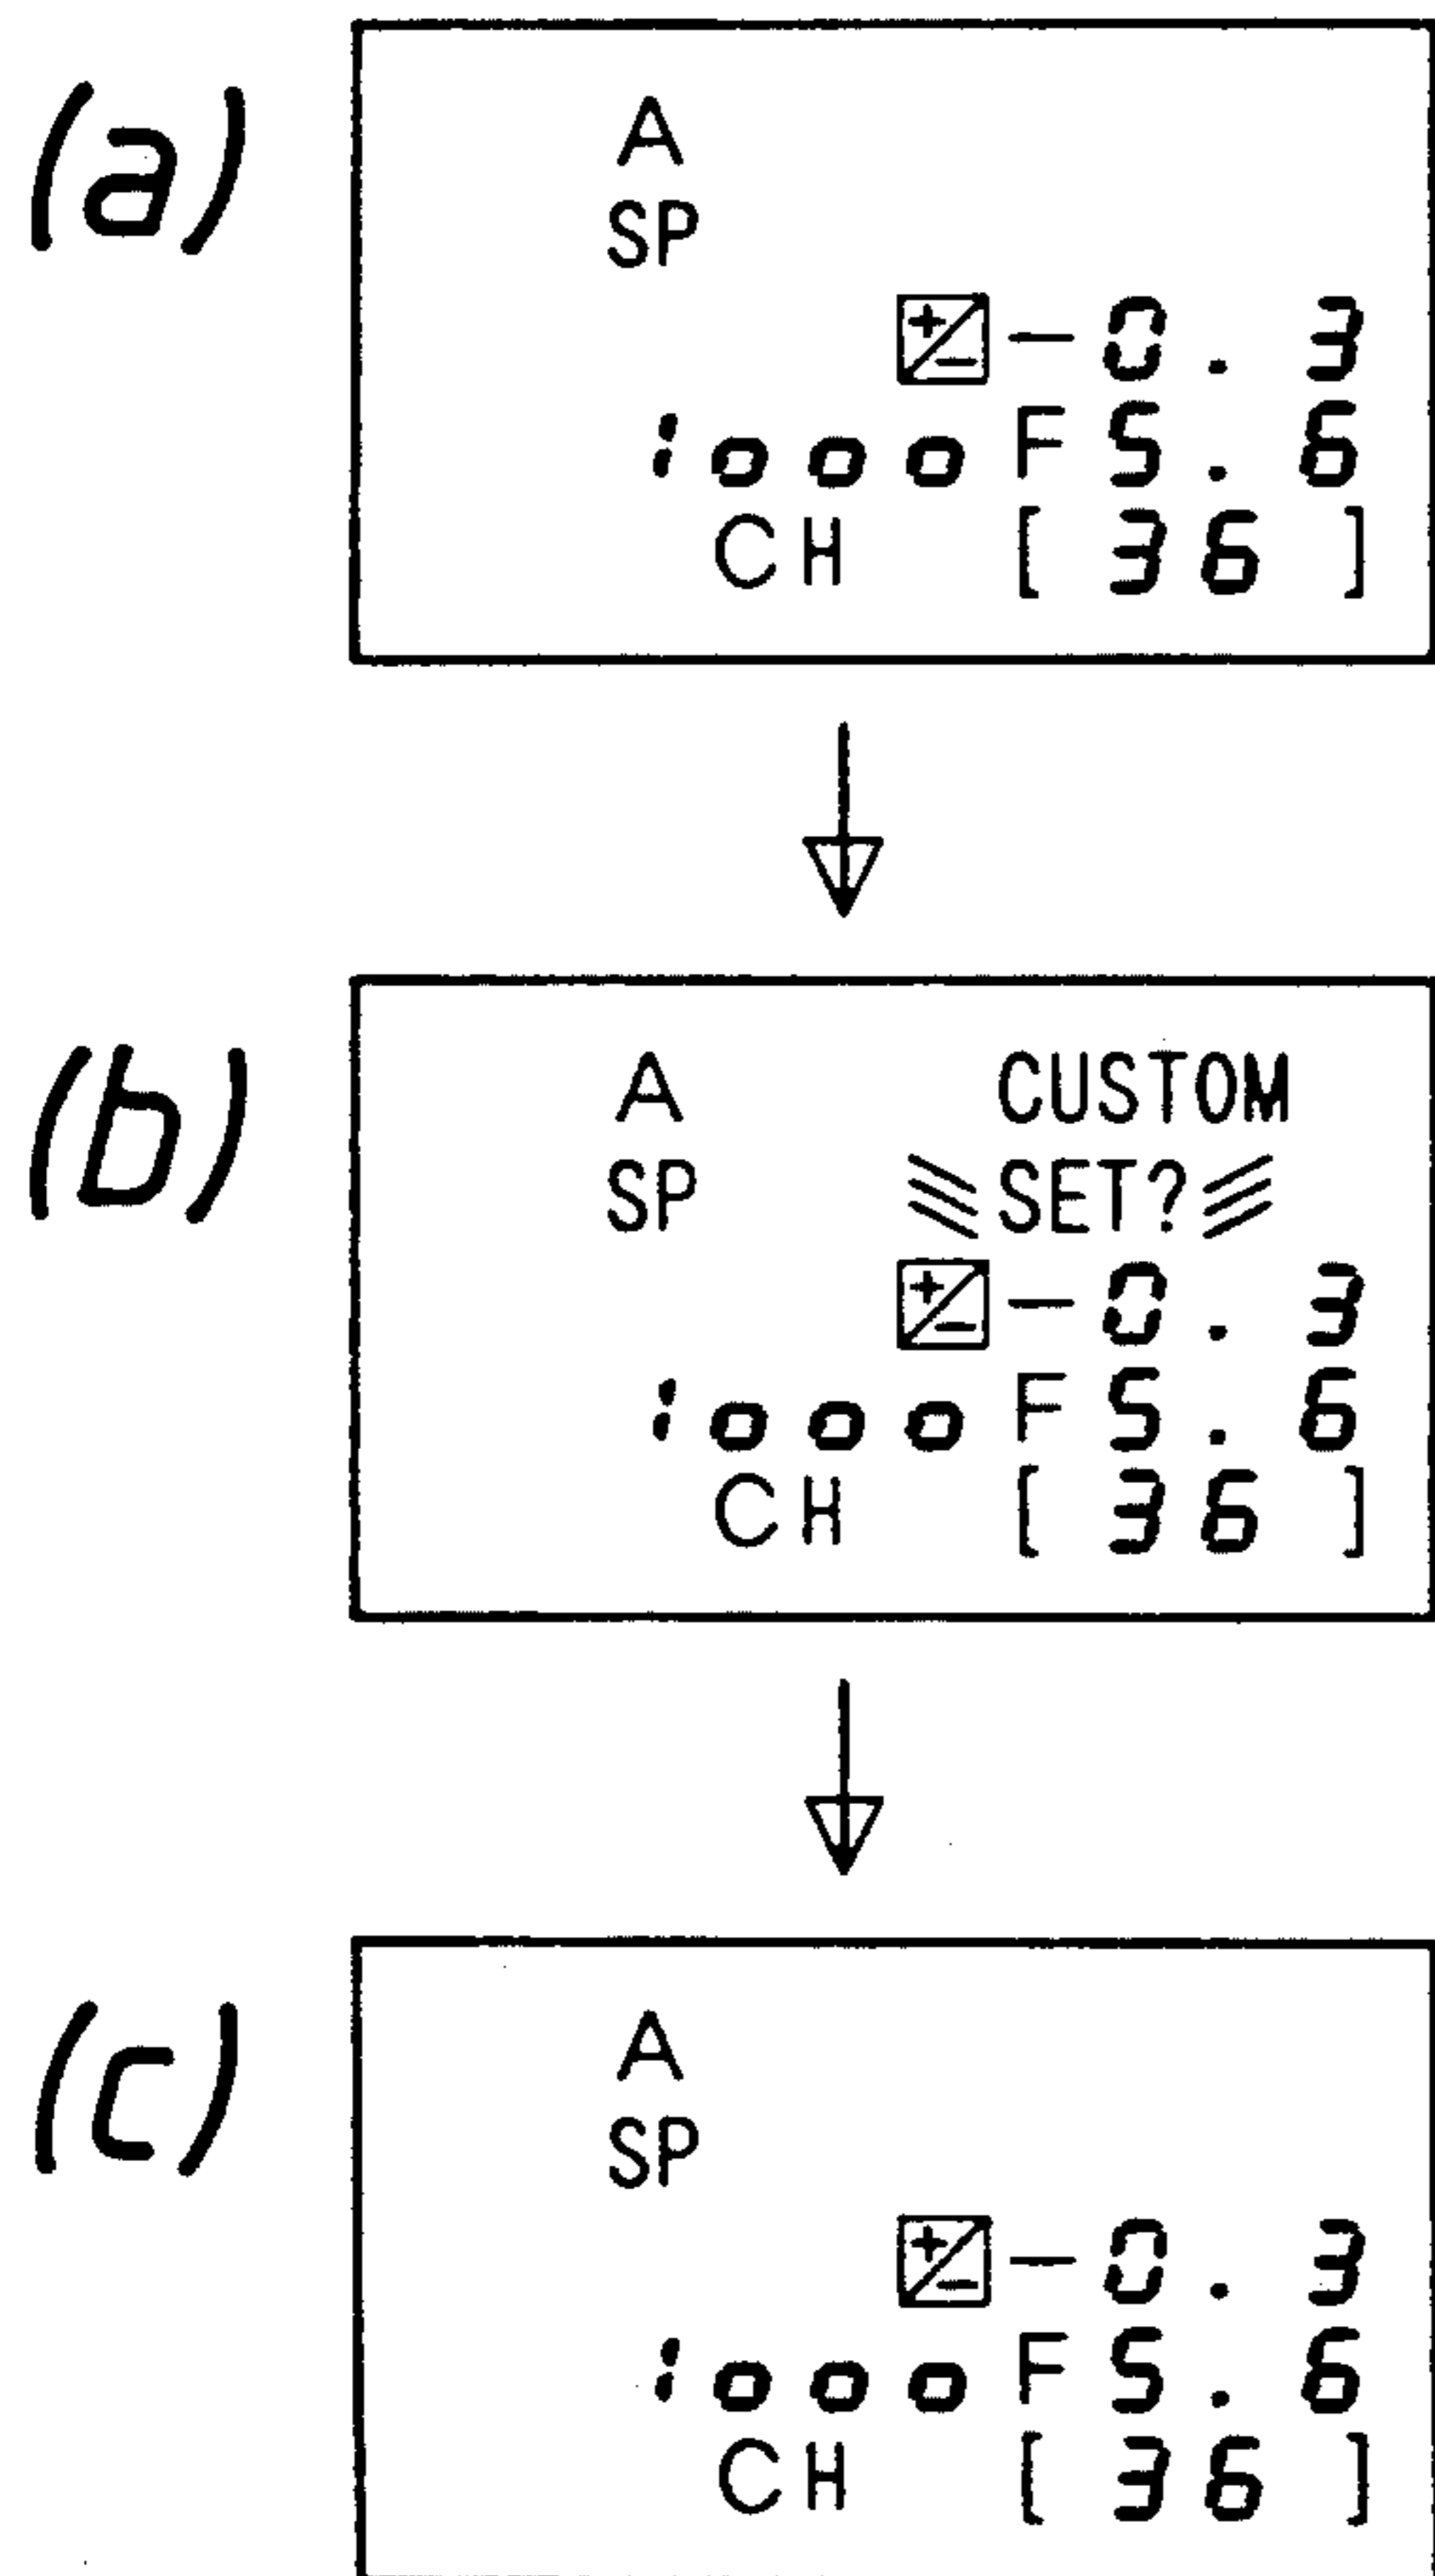 (a)
A
SP
+/- -0.3
1000 F5.6
CH [36]
(b)
A CUSTOM
SP SET?
+/- -0.3
1000 F5.6
CH [36]
(c)
A
SP
+/- -0.3
1000 F5.6
CH [36]